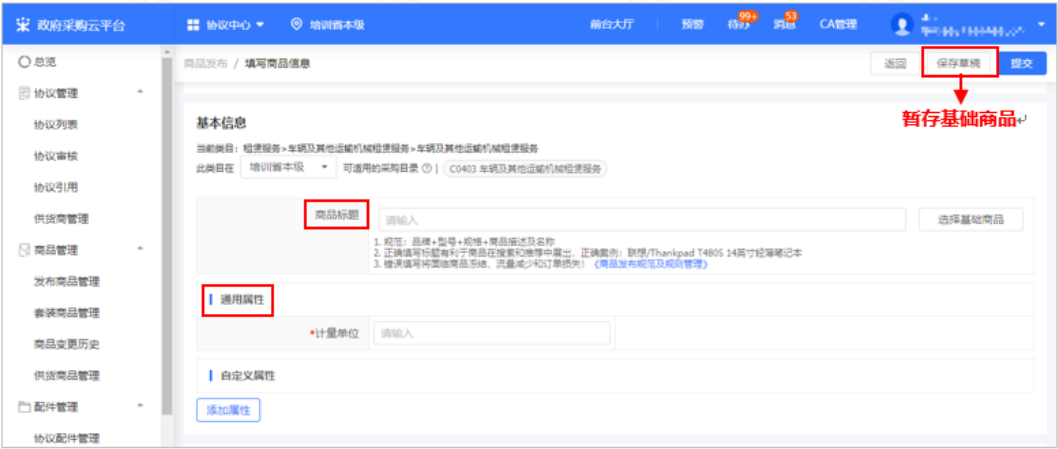 政府采购云平台 协议中心 培训省本级 前台大厅 预警 待办 99+ 消息 53 CA管理
总览
协议管理
协议列表
协议审核
协议引用
供货商管理
商品管理
发布商品管理
套装商品管理
商品变更历史
供货商品管理
配件管理
协议配件管理
商品发布 / 填写商品信息 返回 保存草稿 提交
暂存基础商品
基本信息
当前类目：租赁服务>车辆及其他运输机械租赁服务>车辆及其他运输机械租赁服务
此类目在 培训省本级 可适用的采购目录 | C0403 车辆及其他运输机械租赁服务
商品标题 请输入 选择基础商品
1. 规范：品牌+型号+规格+商品描述及名称
2. 正确填写标题有利于商品在搜索和推荐中露出，正确案例：联想/Thankpad T480S 14英寸轻薄笔记本
3. 错误填写将面临商品冻结、流量减少和订单损失！《商品发布规范及规则管理》
通用属性
*计量单位 请输入
自定义属性
添加属性